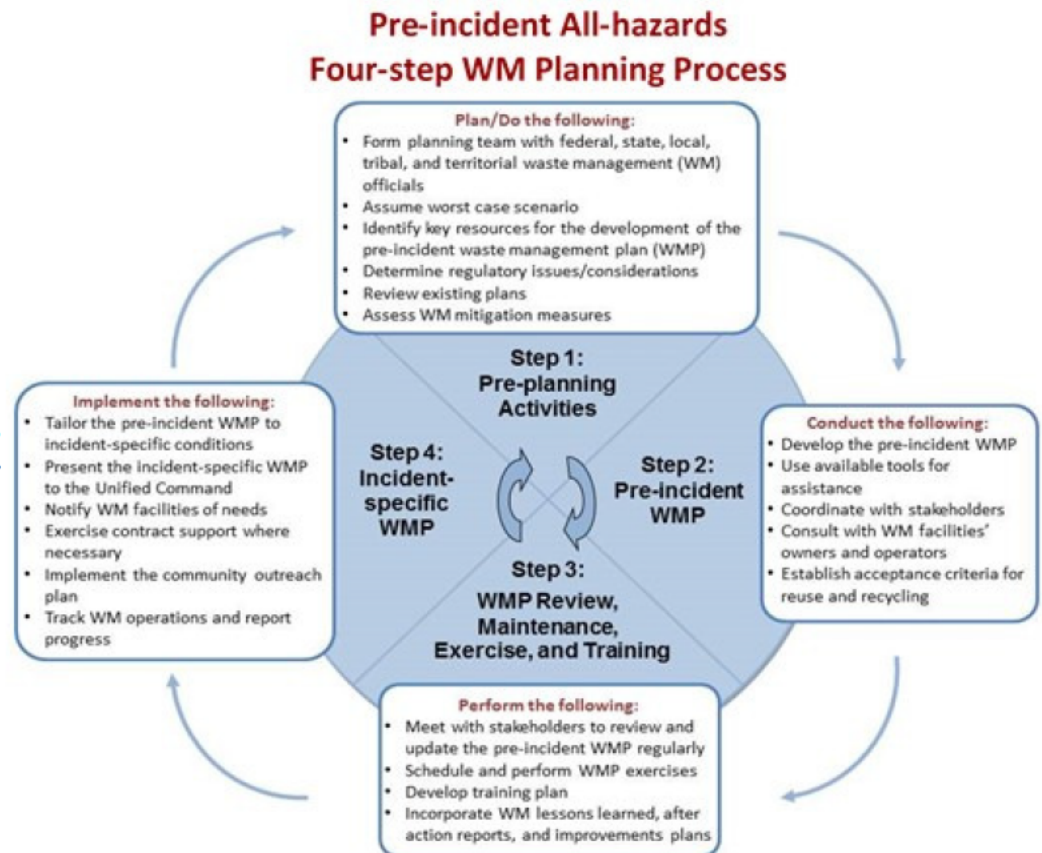 Pre-incident All-hazards
Four-step WM Planning Process
Plan/Do the following:
• Form planning team with federal, state, local,
tribal, and territorial waste management (WM)
officials
• Assume worst case scenario
• Identify key resources for the development of the
pre-incident waste management plan (WMP)
• Determine regulatory issues/considerations
• Review existing plans
• Assess WM mitigation measures
Step 1:
Pre-planning
Activities
Conduct the following:
• Develop the pre-incident WMP
• Use available tools for
assistance
• Coordinate with stakeholders
• Consult with WM facilities'
owners and operators
• Establish acceptance criteria for
reuse and recycling
Step 2:
Pre-incident
WMP
Step 3:
WMP Review,
Maintenance,
Exercise, and Training
Perform the following:
• Meet with stakeholders to review and
update the pre-incident WMP regularly
• Schedule and perform WMP exercises
• Develop training plan
• Incorporate WM lessons learned, after
action reports, and improvements plans
Step 4:
Incident-
specific
WMP
Implement the following:
• Tailor the pre-incident WMP to
incident-specific conditions
• Present the incident-specific WMP
to the Unified Command
• Notify WM facilities of needs
• Exercise contract support where
necessary
• Implement the community outreach
plan
• Track WM operations and report
progress